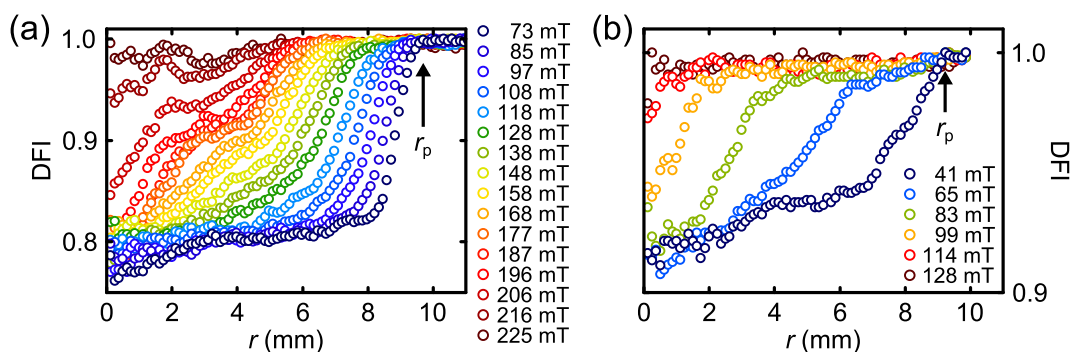 (a)
1.0
0.9
0.8
DFI
0 2 4 6 8 10
r (mm)
rp
73 mT
85 mT
97 mT
108 mT
118 mT
128 mT
138 mT
148 mT
158 mT
168 mT
177 mT
187 mT
196 mT
206 mT
216 mT
225 mT
(b)
1.0
0.9
DFI
rp
41 mT
65 mT
83 mT
99 mT
114 mT
128 mT
0 2 4 6 8 10
r (mm)